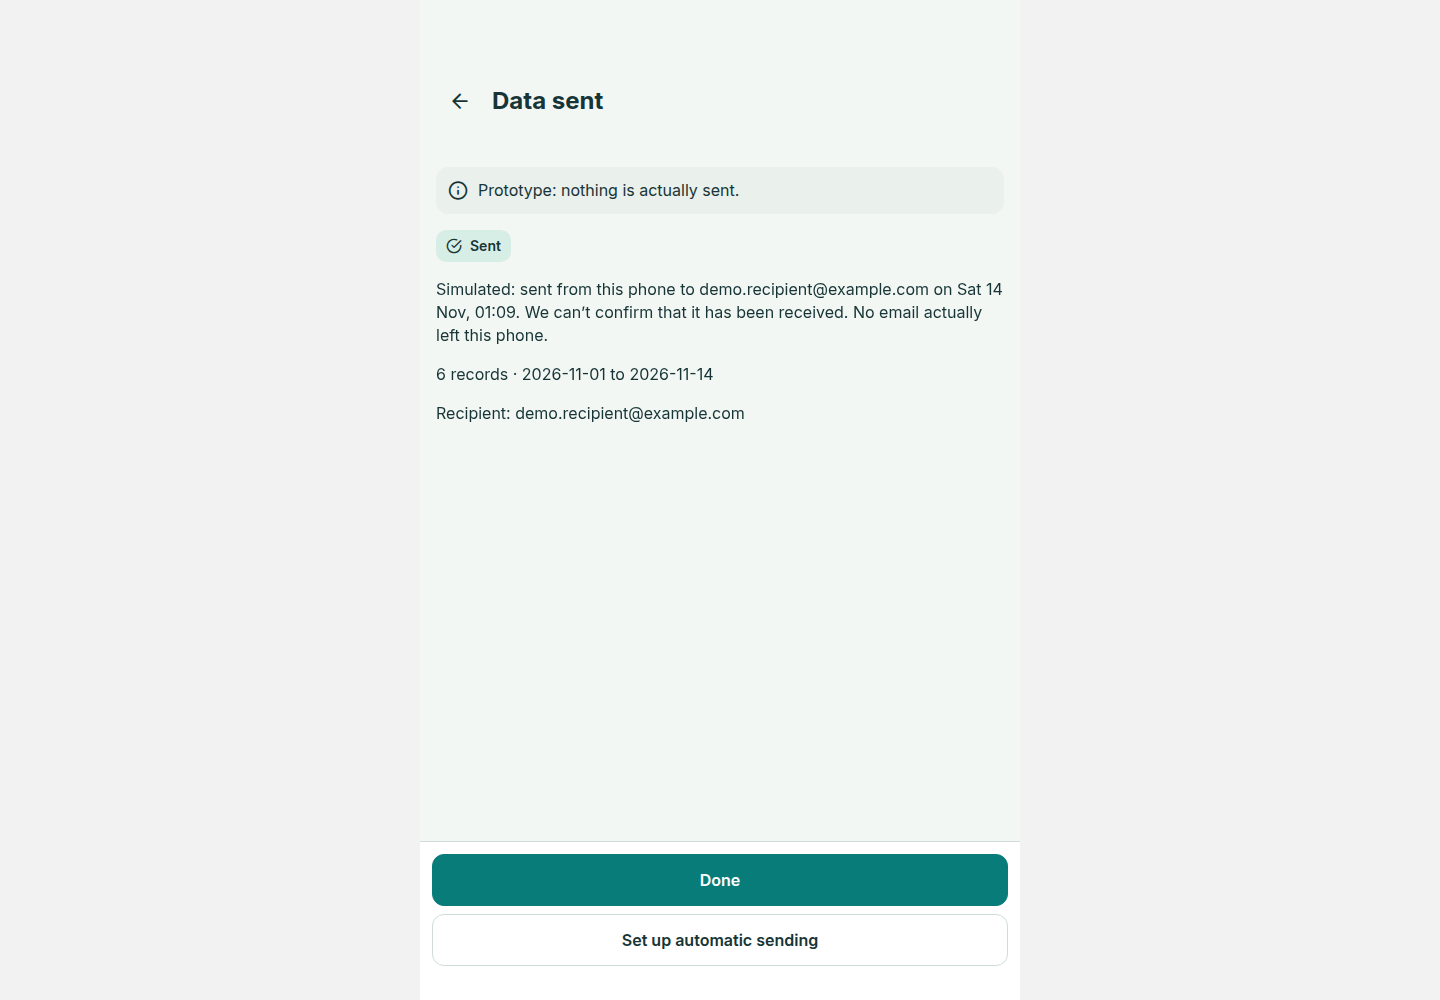 Data sent
Prototype: nothing is actually sent.
Sent
Simulated: sent from this phone to demo.recipient@example.com on Sat 14
Nov, 01:09. We can’t confirm that it has been received. No email actually
left this phone.
6 records · 2026-11-01 to 2026-11-14
Recipient: demo.recipient@example.com
Done
Set up automatic sending